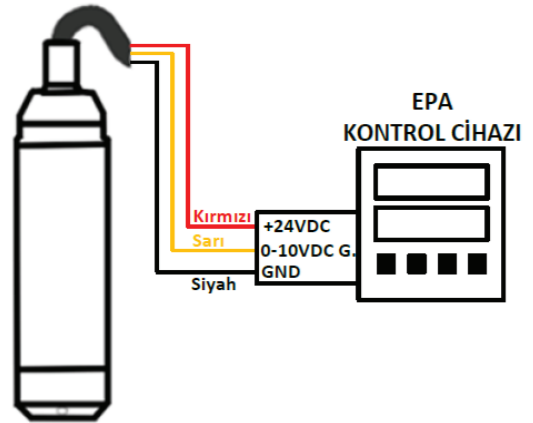 EPA
KONTROL CİHAZI
Kırmızı
+24VDC
Sarı
0-10VDC G.
GND
Siyah